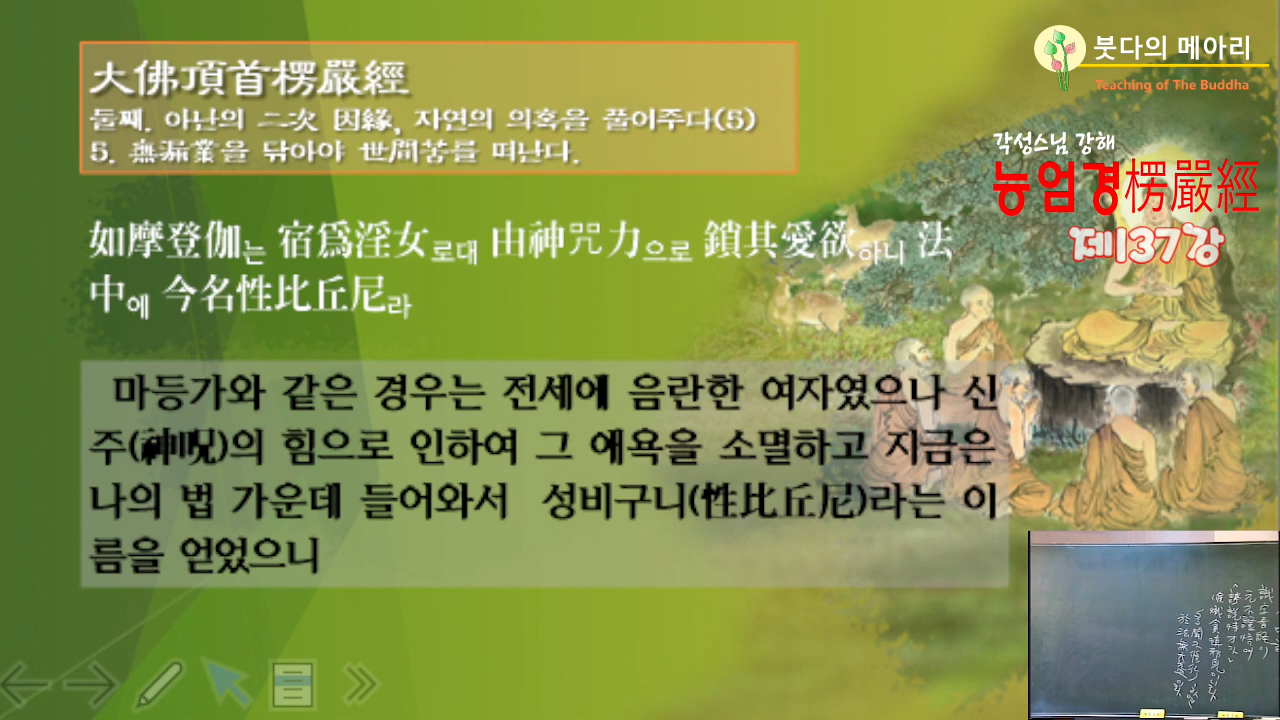 大佛頂首楞嚴經
둘째. 아난의 二次 因緣, 자연의 의혹을 풀어주다(5)
5. 無漏業을 닦아야 世間苦를 떠난다.
如摩登伽는 宿爲淫女로대 由神咒力으로 鎖其愛欲하니 法
中에 今名性比丘尼라
마등가와 같은 경우는 전세에 음란한 여자였으나 신
주(神呪)의 힘으로 인하여 그 애욕을 소멸하고 지금은
나의 법 가운데 들어와서 성비구니(性比丘尼)라는 이
름을 얻었으니
붓다의 메아리
Teaching of The Buddha
각성스님 강해
능엄경楞嚴經
제137강